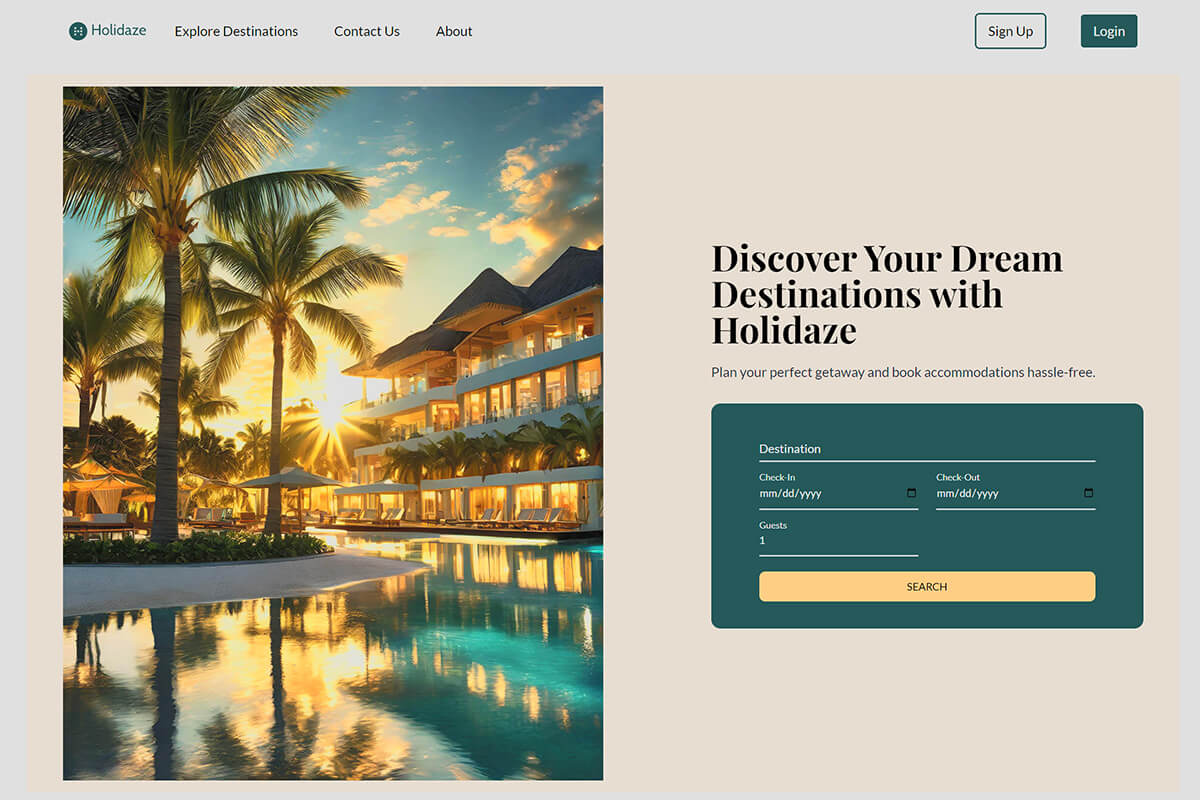 Holidaze
Explore Destinations
Contact Us
About
Sign Up
Login
Discover Your Dream
Destinations with
Holidaze
Plan your perfect getaway and book accommodations hassle-free.
Destination
Check-In
Check-Out
mm/dd/yyyy
mm/dd/yyyy
Guests
1
SEARCH